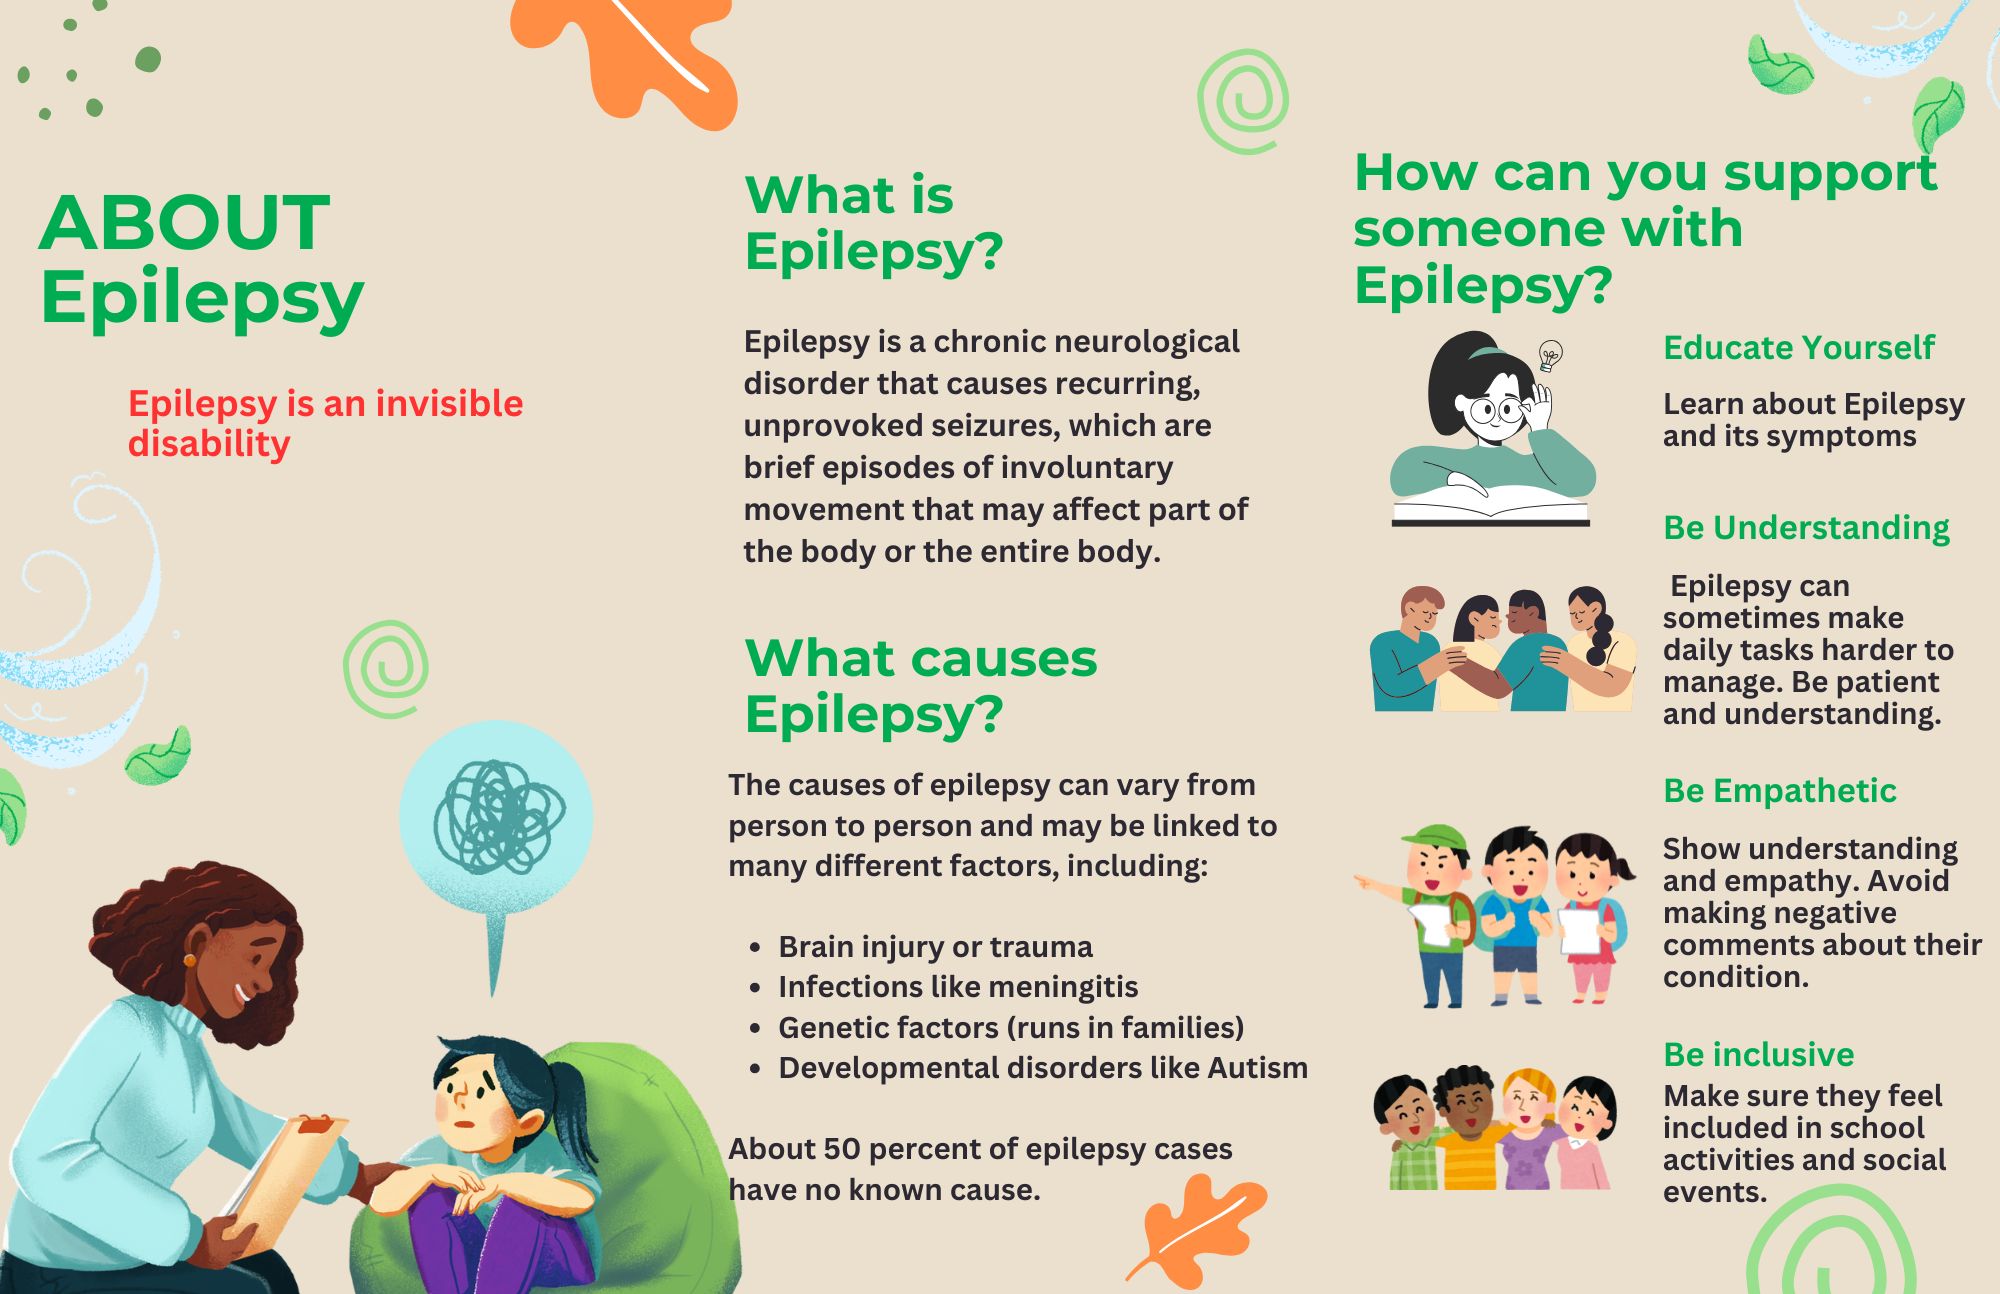 ABOUT
Epilepsy
Epilepsy is an invisible
disability
What is
Epilepsy?
Epilepsy is a chronic neurological
disorder that causes recurring,
unprovoked seizures, which are
brief episodes of involuntary
movement that may affect part of
the body or the entire body.
What causes
Epilepsy?
The causes of epilepsy can vary from
person to person and may be linked to
many different factors, including:
• Brain injury or trauma
• Infections like meningitis
• Genetic factors (runs in families)
• Developmental disorders like Autism
About 50 percent of epilepsy cases
have no known cause.
How can you support
someone with
Epilepsy?
Educate Yourself
Learn about Epilepsy
and its symptoms
Be Understanding
Epilepsy can
sometimes make
daily tasks harder to
manage. Be patient
and understanding.
Be Empathetic
Show understanding
and empathy. Avoid
making negative
comments about their
condition.
Be inclusive
Make sure they feel
included in school
activities and social
events.